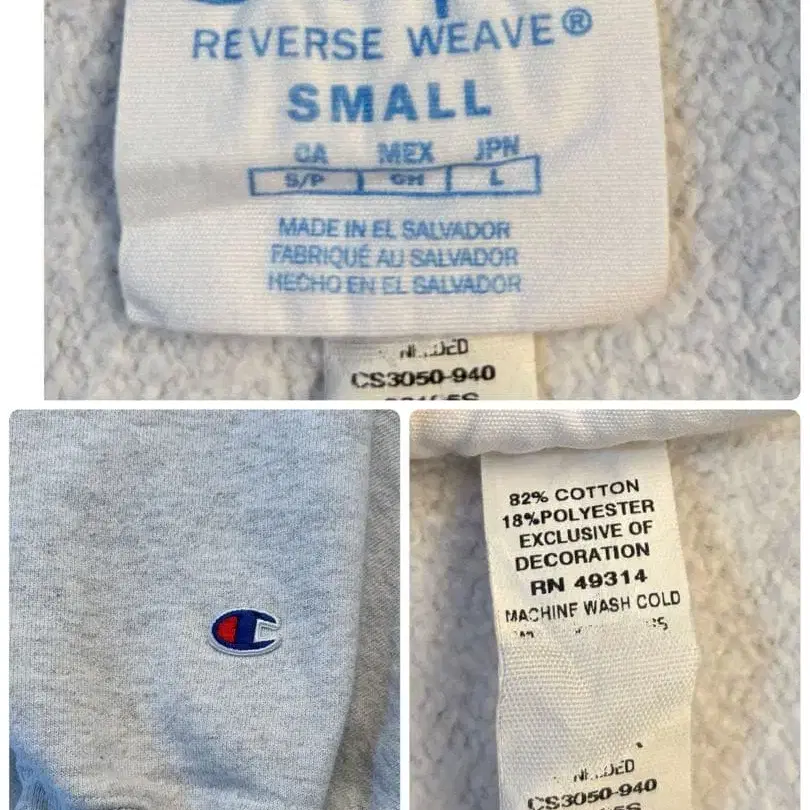 REVERSE WEAVE®
SMALL
CA MEX JPN
S/P CH L
MADE IN EL SALVADOR
FABRIQUÉ AU SALVADOR
HECHO EN EL SALVADOR
CS3050-940
82% COTTON
18%POLYESTER
EXCLUSIVE OF
DECORATION
RN 49314
MACHINE WASH COLD
CS3050-940